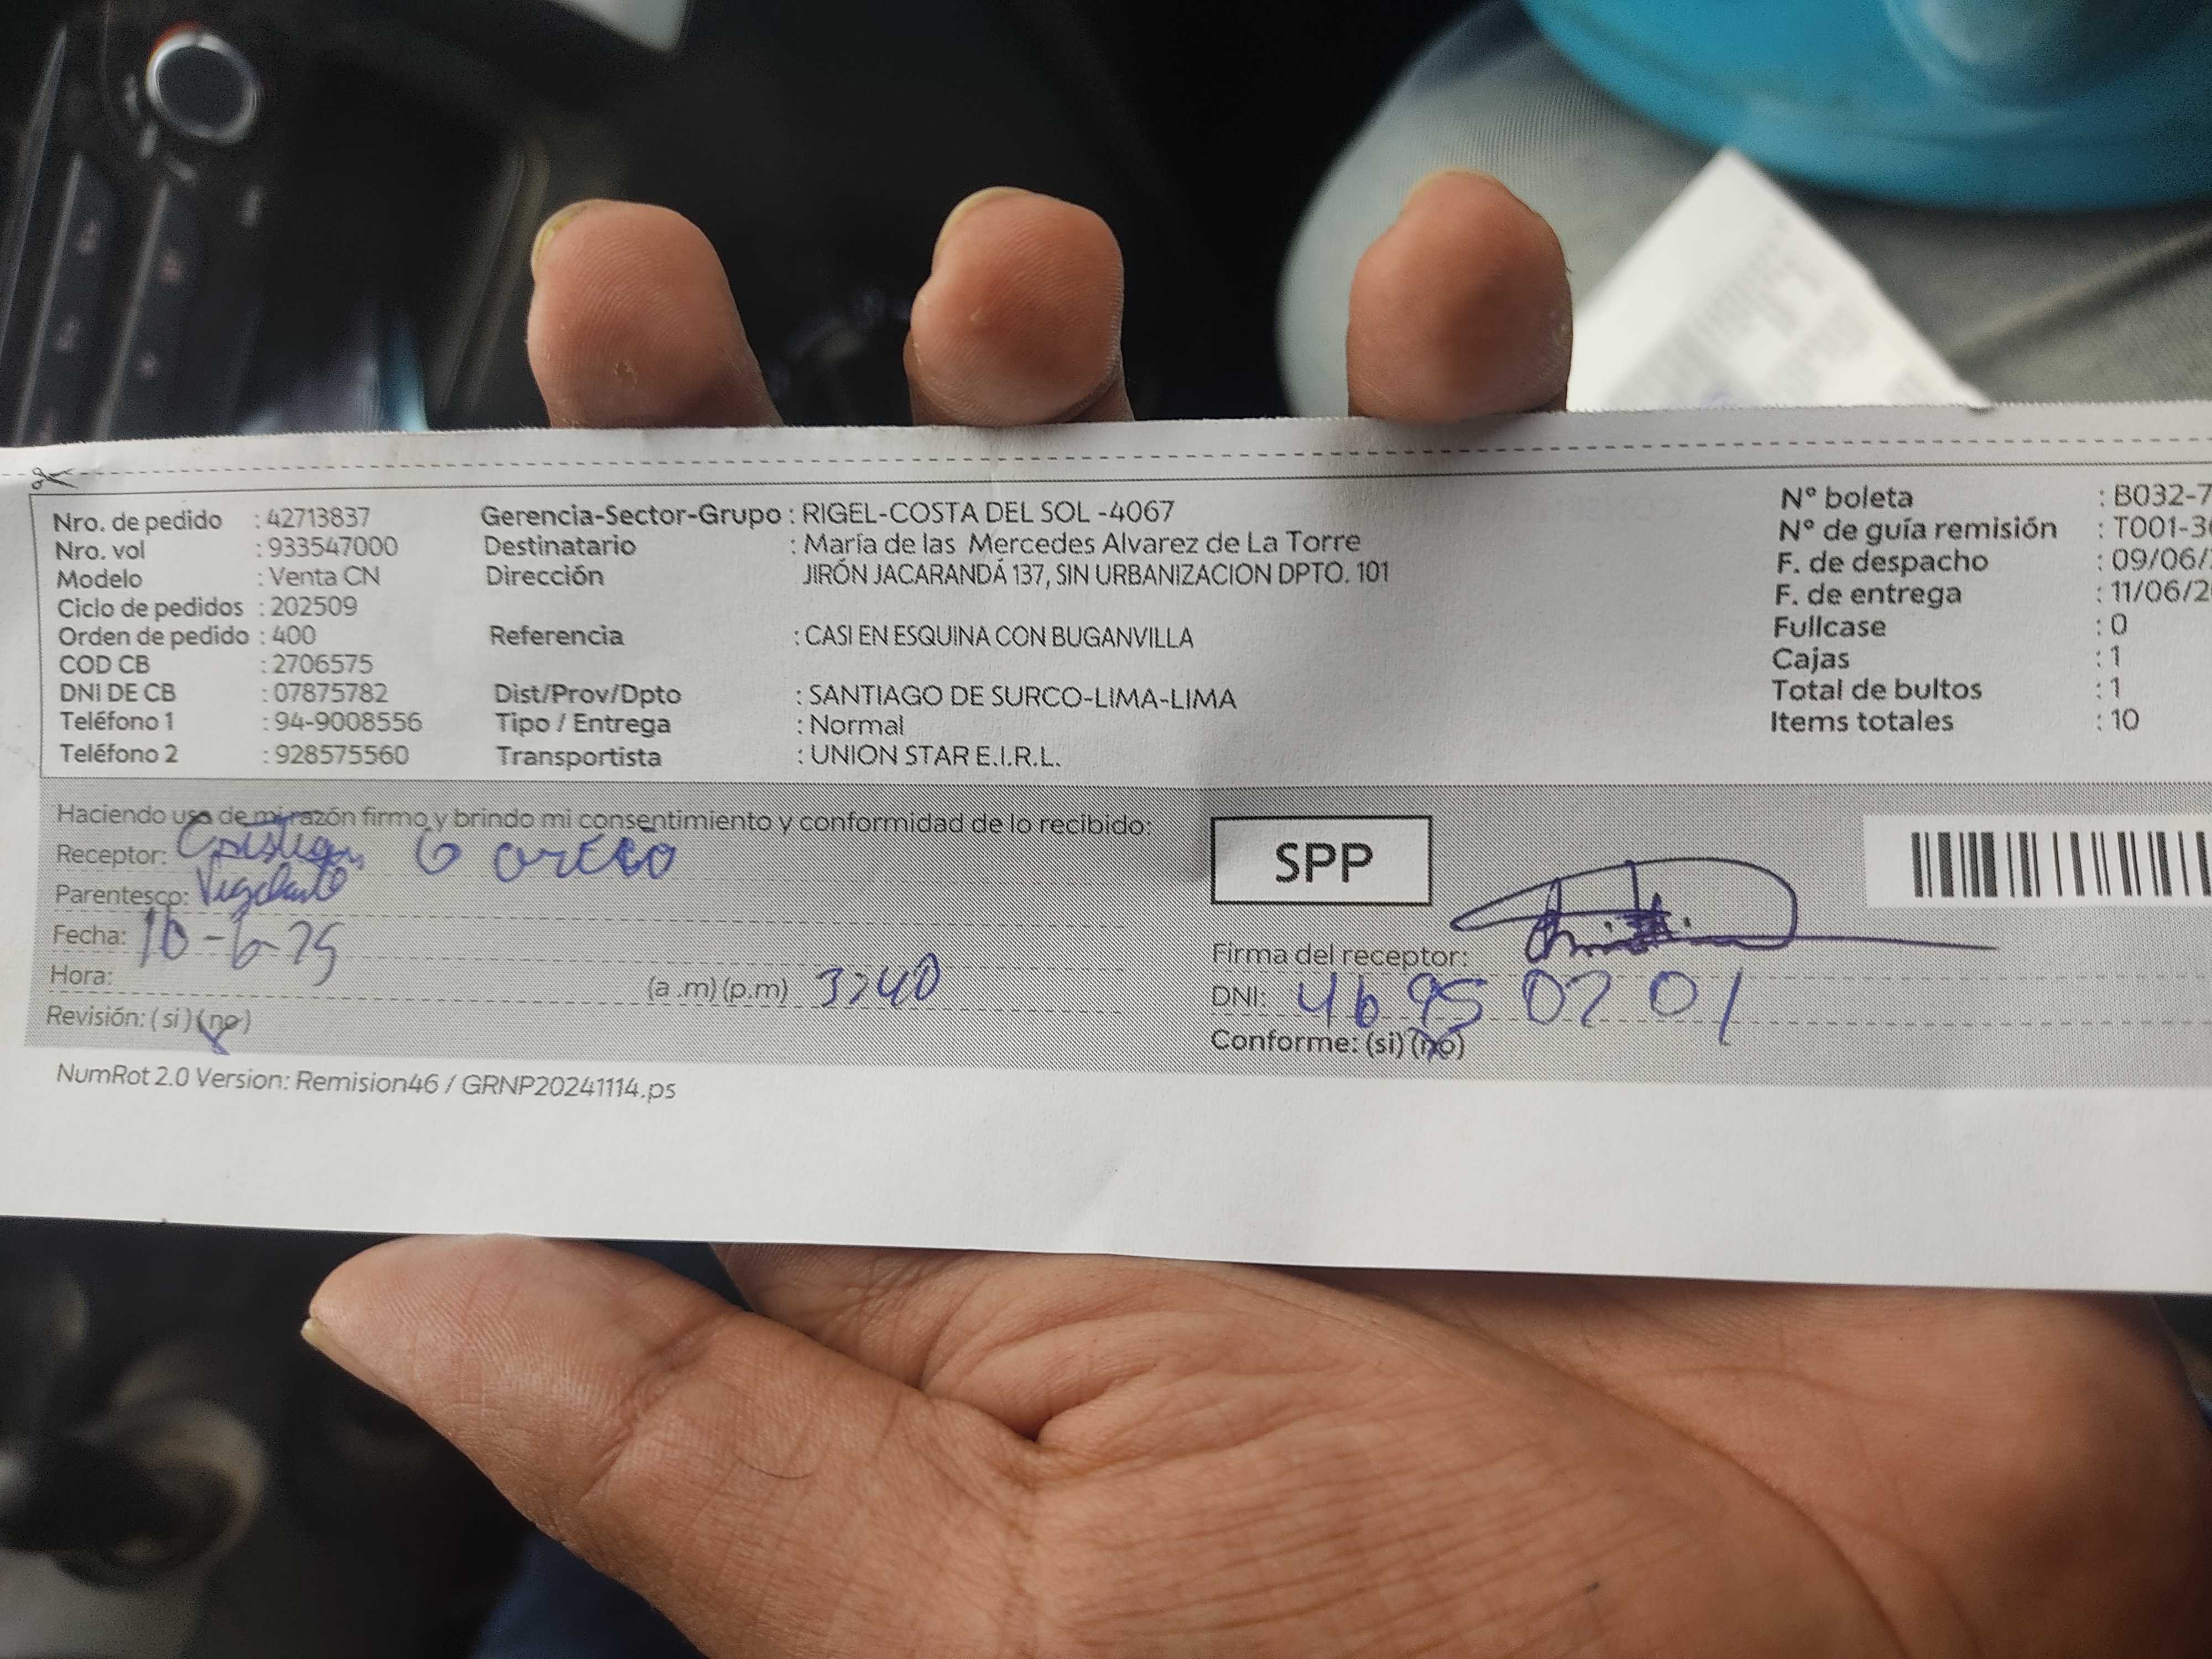 Nro. de pedido : 42713837
Nro. vol : 933547000
Modelo : Venta CN
Ciclo de pedidos : 202509
Orden de pedido : 400
COD CB : 2706575
DNI DE CB : 07875782
Teléfono 1 : 94-9008556
Teléfono 2 : 928575560
Gerencia-Sector-Grupo : RIGEL-COSTA DEL SOL -4067
Destinatario : María de las Mercedes Alvarez de La Torre
Dirección JIRÓN JACARANDÁ 137, SIN URBANIZACION DPTO. 101
Referencia : CASI EN ESQUINA CON BUGANVILLA
Dist/Prov/Dpto : SANTIAGO DE SURCO-LIMA-LIMA
Tipo / Entrega : Normal
Transportista : UNION STAR E.I.R.L.
Nº boleta : B032-7
Nº de guía remisión : T001-3
F. de despacho : 09/06/
F. de entrega : 11/06/2
Fullcase : 0
Cajas : 1
Total de bultos : 1
Items totales : 10
Haciendo uso de mi razón firmo y brindo mi consentimiento y conformidad de lo recibido:
Receptor:
Parentesco: Vigilante
Fecha: 10-6-25
Hora: (a .m) (p.m) 3:40
Revisión: ( si ) (no)
SPP
Firma del receptor:
DNI: 46950201
Conforme: (si) (no)
NumRot 2.0 Version: Remision46 / GRNP20241114.ps